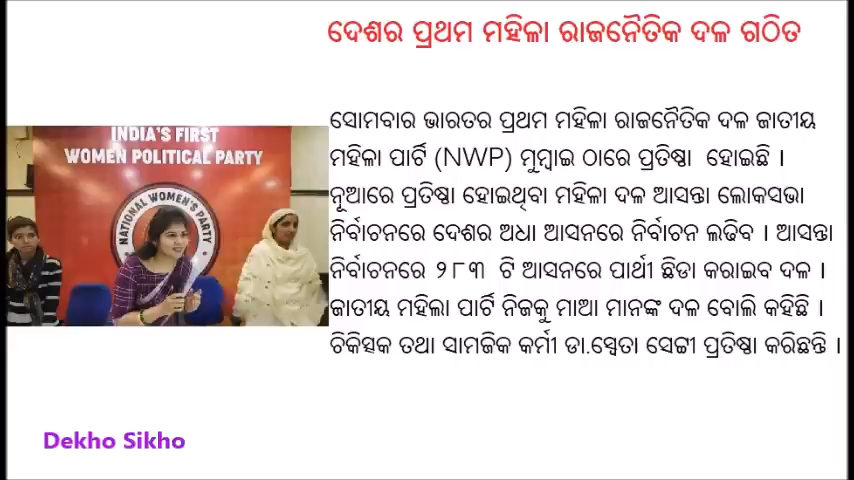 ଦେଶର ପ୍ରଥମ ମହିଳା ରାଜନୈତିକ ଦଳ ଗଠିତ
ସୋମବାର ଭାରତର ପ୍ରଥମ ମହିଳା ରାଜନୈତିକ ଦଳ ଜାତୀୟ
ମହିଳା ପାର୍ଟି (NWP) ମୁମ୍ବାଇ ଠାରେ ପ୍ରତିଷ୍ଠା ହୋଇଛି ।
ନୂଆରେ ପ୍ରତିଷ୍ଠା ହୋଇଥିବା ମହିଳା ଦଳ ଆସନ୍ତା ଲୋକସଭା
ନିର୍ବାଚନରେ ଦେଶର ଅଧା ଆସନରେ ନିର୍ବାଚନ ଲଢିବ । ଆସନ୍ତା
ନିର୍ବାଚନରେ ୨୮୩ ଟି ଆସନରେ ପାର୍ଥୀ ଛିଡା କରାଇବ ଦଳ ।
ଜାତୀୟ ମହିଲା ପାର୍ଟି ନିଜକୁ ମାଆ ମାନଙ୍କ ଦଳ ବୋଲି କହିଛି ।
ଚିକିତ୍ସକ ତଥା ସାମଜିକ କର୍ମୀ ଡା.ସ୍ଵେତା ସେଟ୍ଟୀ ପ୍ରତିଷ୍ଠା କରିଛନ୍ତି ।
INDIA'S FIRST
WOMEN POLITICAL PARTY
NATIONAL WOMEN'S PARTY
Dekho Sikho